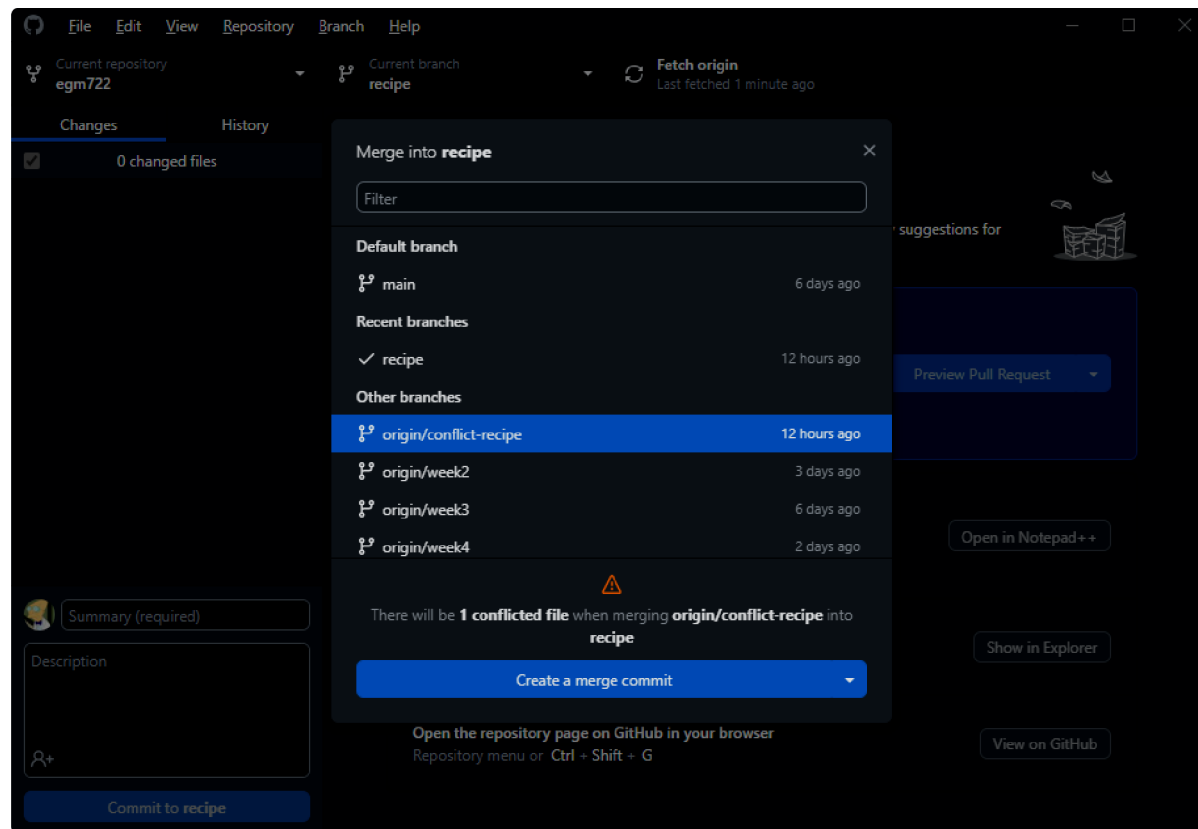 File Edit View Repository Branch Help
Current repository
egm722
Current branch
recipe
Fetch origin
Last fetched 1 minute ago
Changes
History
0 changed files
Merge into recipe
Filter
suggestions for
Default branch
main 6 days ago
Recent branches
recipe 12 hours ago
Preview Pull Request
Other branches
origin/conflict-recipe 12 hours ago
origin/week2 3 days ago
origin/week3 6 days ago
origin/week4 2 days ago
Open in Notepad++
There will be 1 conflicted file when merging origin/conflict-recipe into
recipe
Create a merge commit
Summary (required)
Description
Show in Explorer
Open the repository page on GitHub in your browser
Repository menu or Ctrl + Shift + G
View on GitHub
Commit to recipe